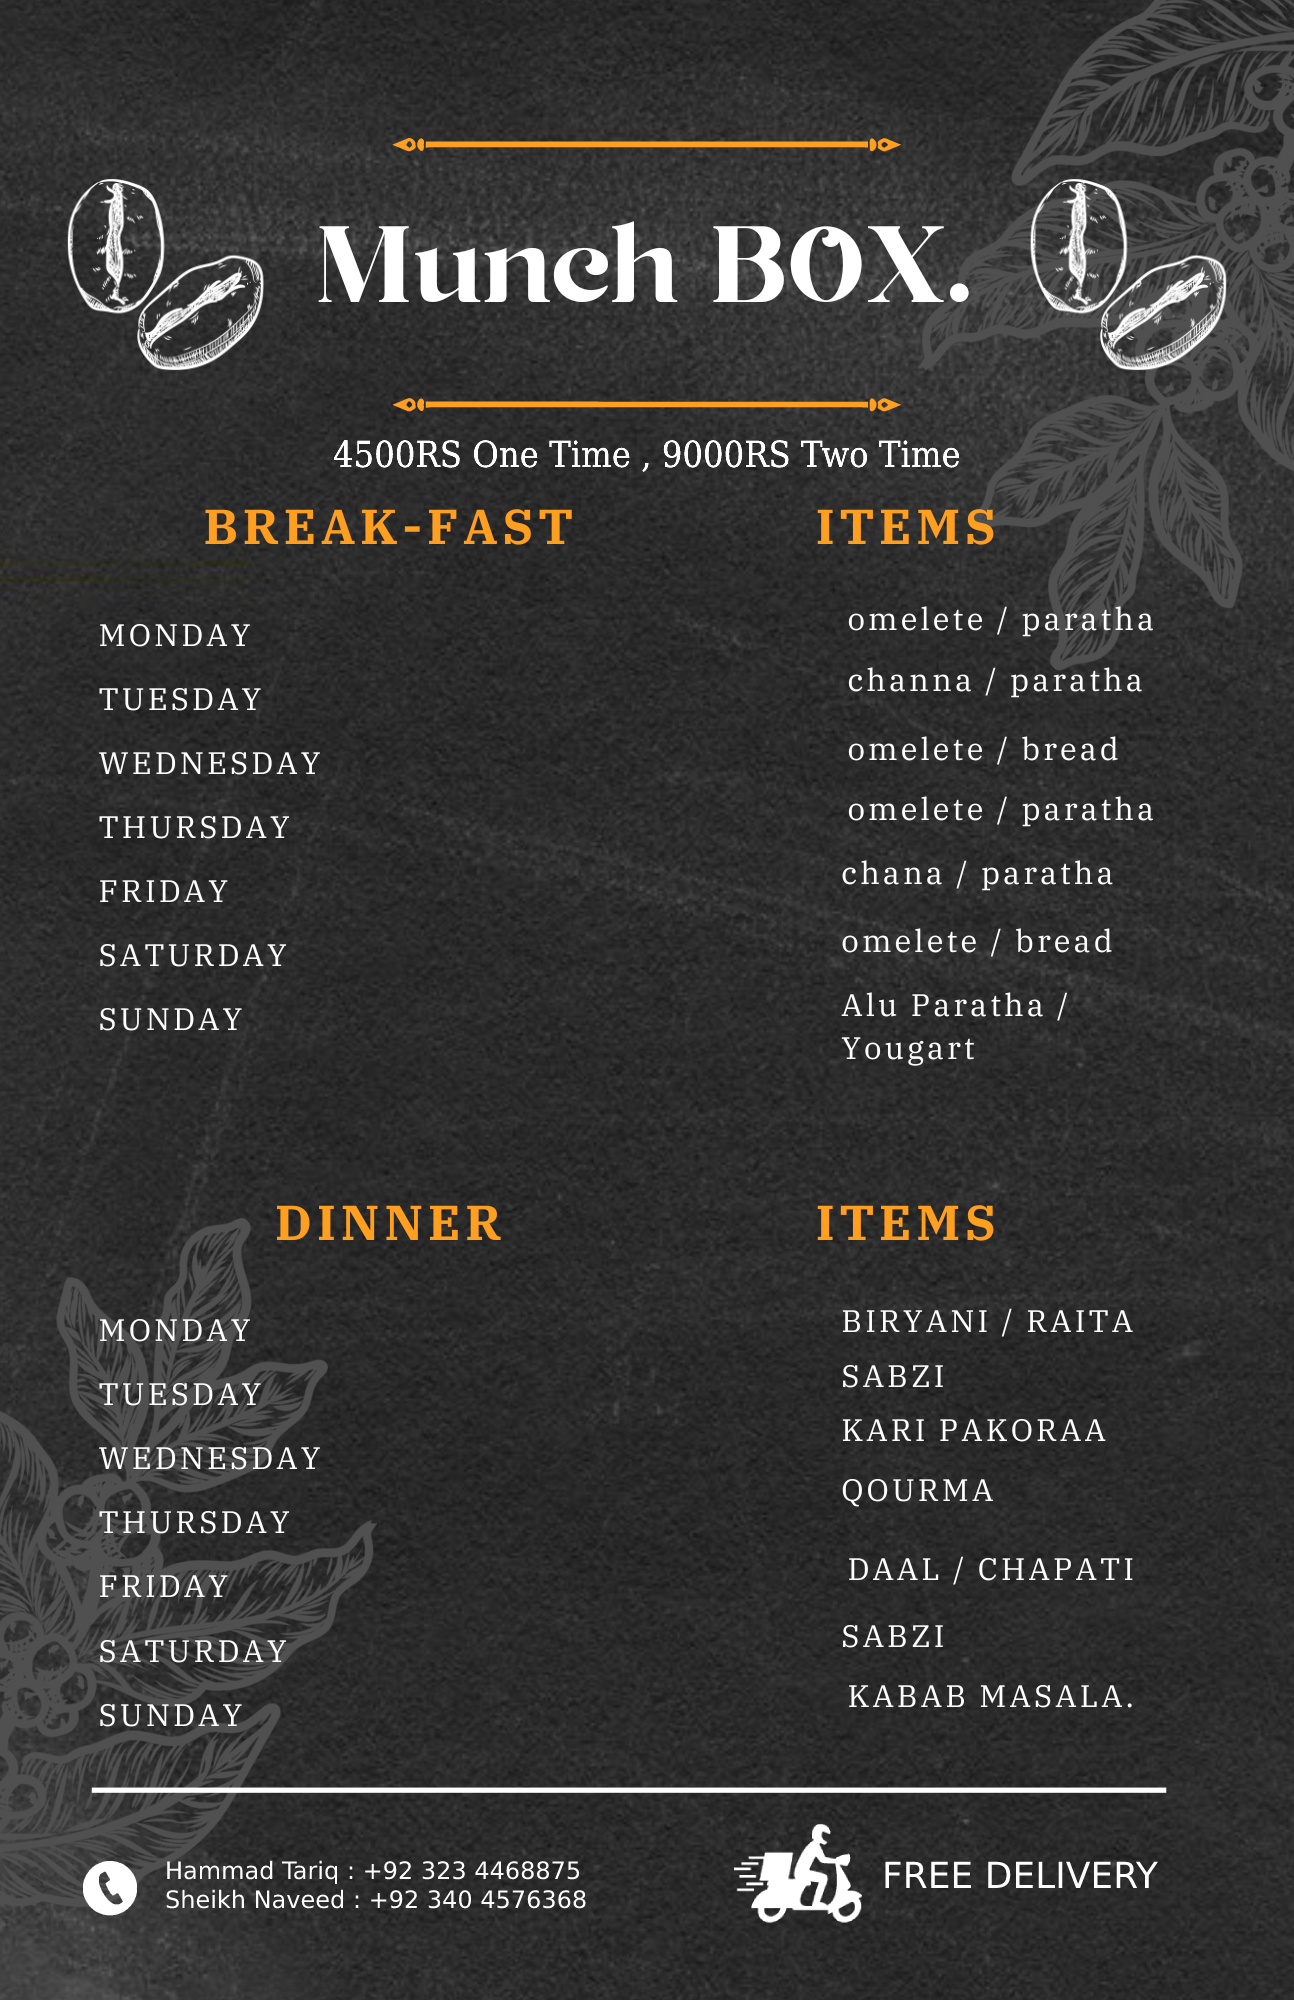 Munch BOX.
4500RS One Time , 9000RS Two Time
BREAK-FAST
ITEMS
MONDAY
omelete / paratha
TUESDAY
channa / paratha
WEDNESDAY
omelete / bread
THURSDAY
omelete / paratha
FRIDAY
chana / paratha
SATURDAY
omelete / bread
SUNDAY
Alu Paratha /
Yougart
DINNER
ITEMS
MONDAY
BIRYANI / RAITA
TUESDAY
SABZI
WEDNESDAY
KARI PAKORAA
THURSDAY
QOURMA
FRIDAY
DAAL / CHAPATI
SATURDAY
SABZI
SUNDAY
KABAB MASALA.
Hammad Tariq : +92 323 4468875
Sheikh Naveed : +92 340 4576368
FREE DELIVERY